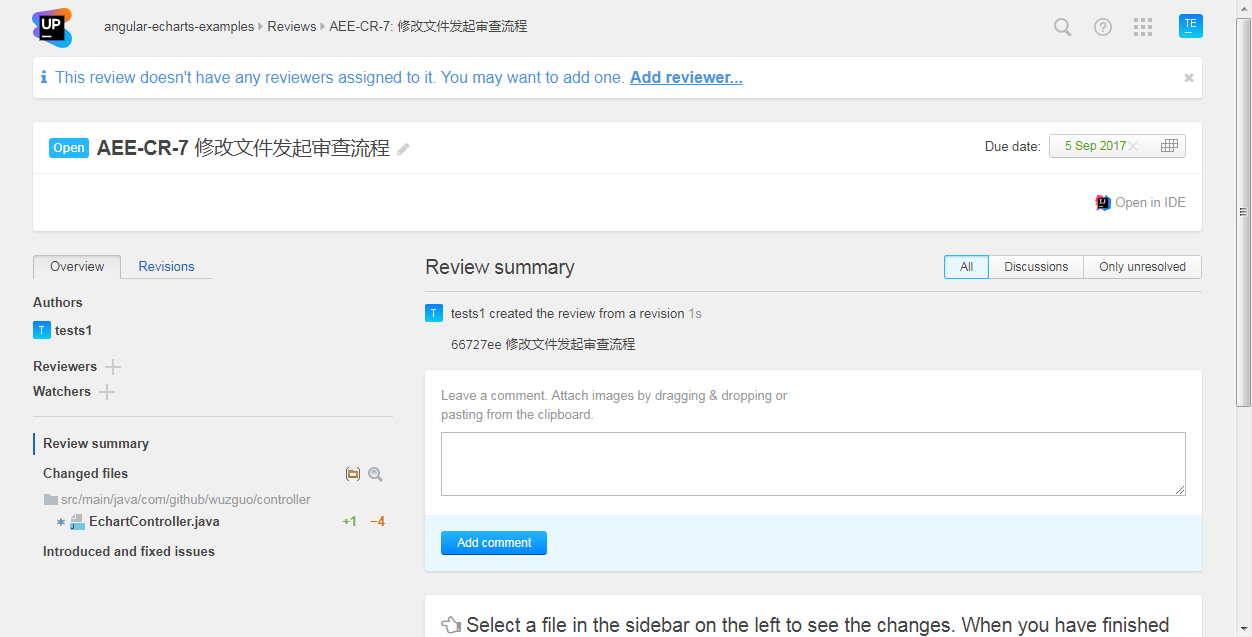 UP
angular-echarts-examples Reviews AEE-CR-7: 修改文件发起审查流程
TE
This review doesn't have any reviewers assigned to it. You may want to add one. Add reviewer...
Open AEE-CR-7 修改文件发起审查流程
Due date: 5 Sep 2017
Open in IDE
Overview Revisions
Authors
T tests1
Reviewers
Watchers
Review summary
Changed files
src/main/java/com/github/wuzguo/controller
EchartController.java +1 −4
Introduced and fixed issues
Review summary
All Discussions Only unresolved
T tests1 created the review from a revision 1s
66727ee 修改文件发起审查流程
Leave a comment. Attach images by dragging & dropping or
pasting from the clipboard.
Add comment
Select a file in the sidebar on the left to see the changes. When you have finished